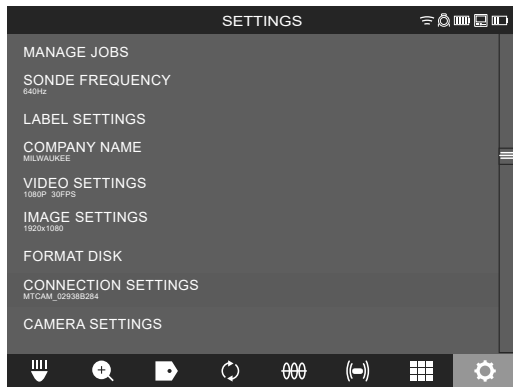 SETTINGS
MANAGE JOBS
SONDE FREQUENCY
640Hz
LABEL SETTINGS
COMPANY NAME
MILWAUKEE
VIDEO SETTINGS
1080P 30FPS
IMAGE SETTINGS
1920x1080
FORMAT DISK
CONNECTION SETTINGS
MTCAM_02938B284
CAMERA SETTINGS